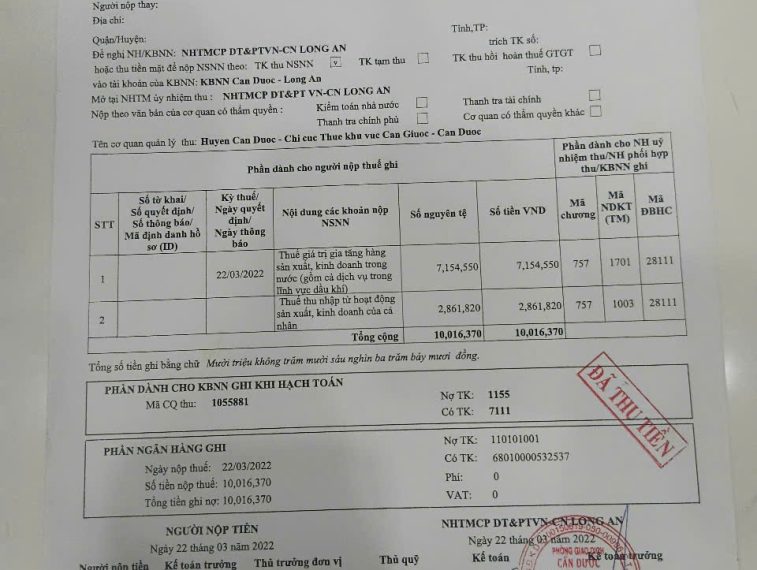 Người nộp thay:
Địa chỉ:
Quận/Huyện: Tỉnh,TP:
Đề nghị NH/KBNN: NHTMCP DT&PTVN-CN LONG AN trích TK số:
hoặc thu tiền mặt để nộp NSNN theo: TK thu NSNN TK tạm thu TK thu hồi hoàn thuế GTGT
vào tài khoản của KBNN: KBNN Can Duoc - Long An Tỉnh, tp:
Mở tại NHTM ủy nhiệm thu : NHTMCP DT&PT VN-CN LONG AN
Nộp theo văn bản của cơ quan có thẩm quyền : Kiểm toán nhà nước Thanh tra tài chính
Thanh tra chính phủ Cơ quan có thẩm quyền khác
Tên cơ quan quản lý thu: Huyen Can Duoc - Chi cuc Thue khu vuc Can Giuoc - Can Duoc
Phần dành cho người nộp thuế ghi
Phần dành cho NH uỷ
nhiệm thu/NH phối hợp
thu/KBNN ghi
STT
Số tờ khai/
Số quyết định/
Số thông báo/
Mã định danh hồ
sơ (ID)
Kỳ thuế/
Ngày quyết
định/
Ngày thông
báo
Nội dung các khoản nộp
NSNN
Số nguyên tệ
Số tiền VND
Mã
chương
Mã
NDKT
(TM)
Mã
ĐBHC
1 22/03/2022
Thuế giá trị gia tăng hàng
sản xuất, kinh doanh trong
nước (gồm cả dịch vụ trong
lĩnh vực dầu khí)
7,154,550 7,154,550 757 1701 28111
2
Thuế thu nhập từ hoạt động
sản xuất, kinh doanh của cá
nhân
2,861,820 2,861,820 757 1003 28111
Tổng cộng 10,016,370 10,016,370
Tổng số tiền ghi bằng chữ Mười triệu không trăm mười sáu nghìn ba trăm bảy mươi đồng.
PHẦN DÀNH CHO KBNN GHI KHI HẠCH TOÁN
Mã CQ thu: 1055881
Nợ TK: 1155
Có TK: 7111
ĐÃ THU TIỀN
PHẦN NGÂN HÀNG GHI
Nợ TK: 110101001
Ngày nộp thuế: 22/03/2022 Có TK: 68010000532537
Số tiền nộp thuế: 10,016,370 Phí: 0
Tổng tiền ghi nợ: 10,016,370 VAT: 0
NGƯỜI NỘP TIỀN NHTMCP DT&PTVN-CN LONG AN
Ngày 22 tháng 03 năm 2022 Ngày 22 tháng 03 năm 2022
Người nộp tiền Kế toán trưởng Thủ trưởng đơn vị Thủ quỹ Kế toán Kế toán trưởng
PHÒNG GIAO DỊCH
CẦN ĐƯỚC